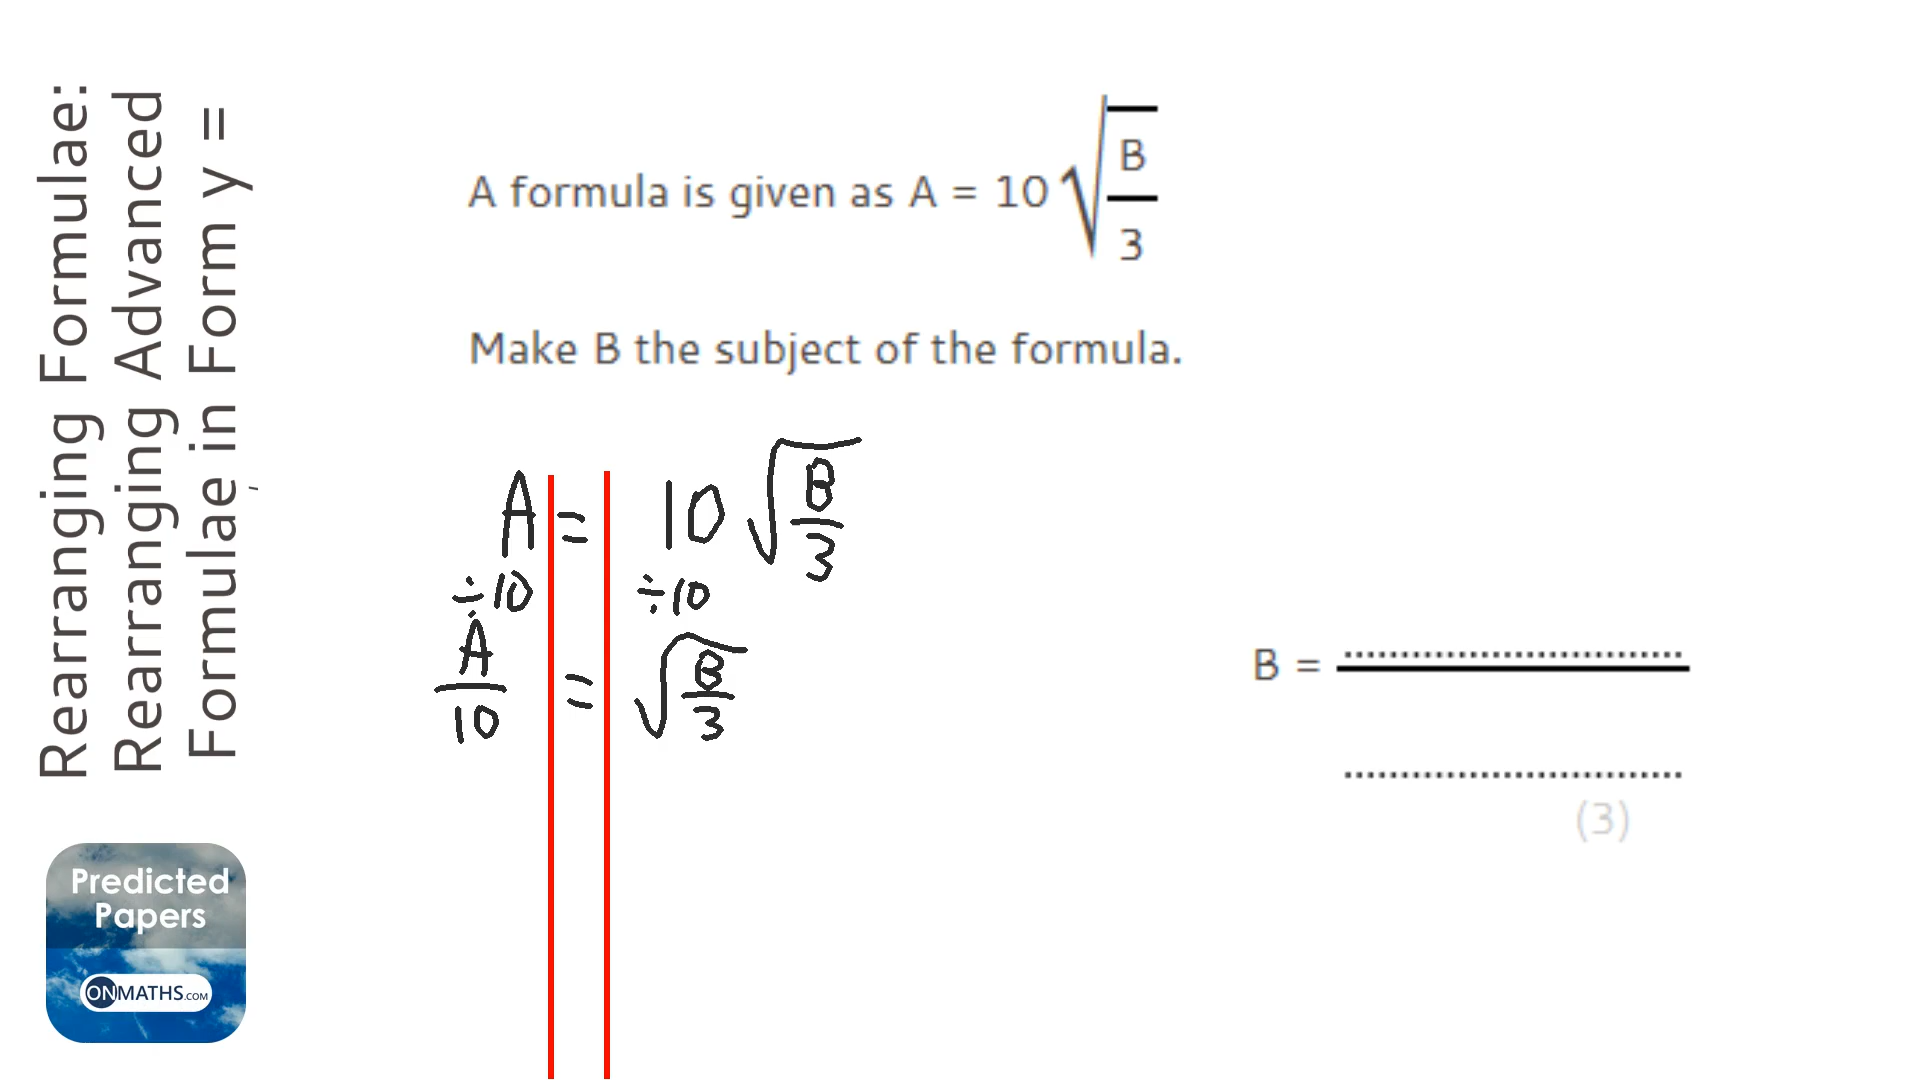 Rearranging Formulae:
Rearranging Advanced
Formulae in Form y =
A formula is given as A = 10 √(B/3)
Make B the subject of the formula.
A = 10 √(B/3)
÷10 ÷10
A/10 = √(B/3)
B = ..............................
..............................
(3)
Predicted
Papers
ONMATHS.COM